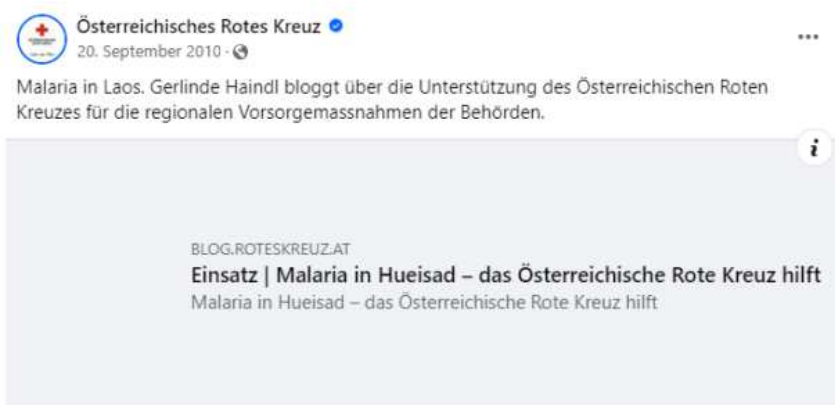 Österreichisches Rotes Kreuz
20. September 2010 ·
Malaria in Laos. Gerlinde Haindl bloggt über die Unterstützung des Österreichischen Roten
Kreuzes für die regionalen Vorsorgemassnahmen der Behörden.
BLOG.ROTESKREUZ.AT
Einsatz | Malaria in Hueisad – das Österreichische Rote Kreuz hilft
Malaria in Hueisad – das Österreichische Rote Kreuz hilft